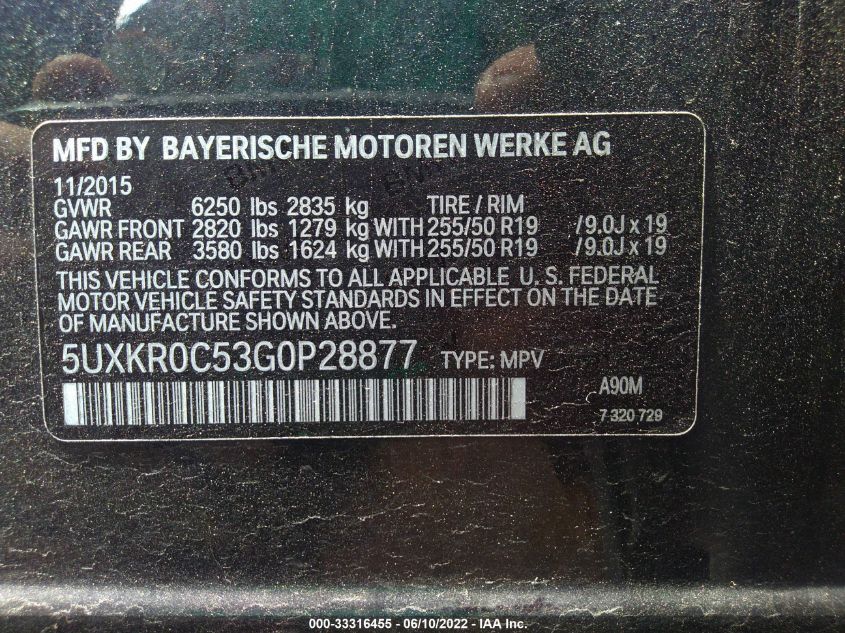 MFD BY BAYERISCHE MOTOREN WERKE AG
11/2015
GVWR 6250 lbs 2835 kg TIRE / RIM
GAWR FRONT 2820 lbs 1279 kg WITH 255/50 R19 /9.0J x 19
GAWR REAR 3580 lbs 1624 kg WITH 255/50 R19 /9.0J x 19
THIS VEHICLE CONFORMS TO ALL APPLICABLE U. S. FEDERAL
MOTOR VEHICLE SAFETY STANDARDS IN EFFECT ON THE DATE
OF MANUFACTURE SHOWN ABOVE.
5UXKR0C53G0P28877 TYPE: MPV
A90M
7 320 729
000-33316455 - 06/10/2022 - IAA Inc.